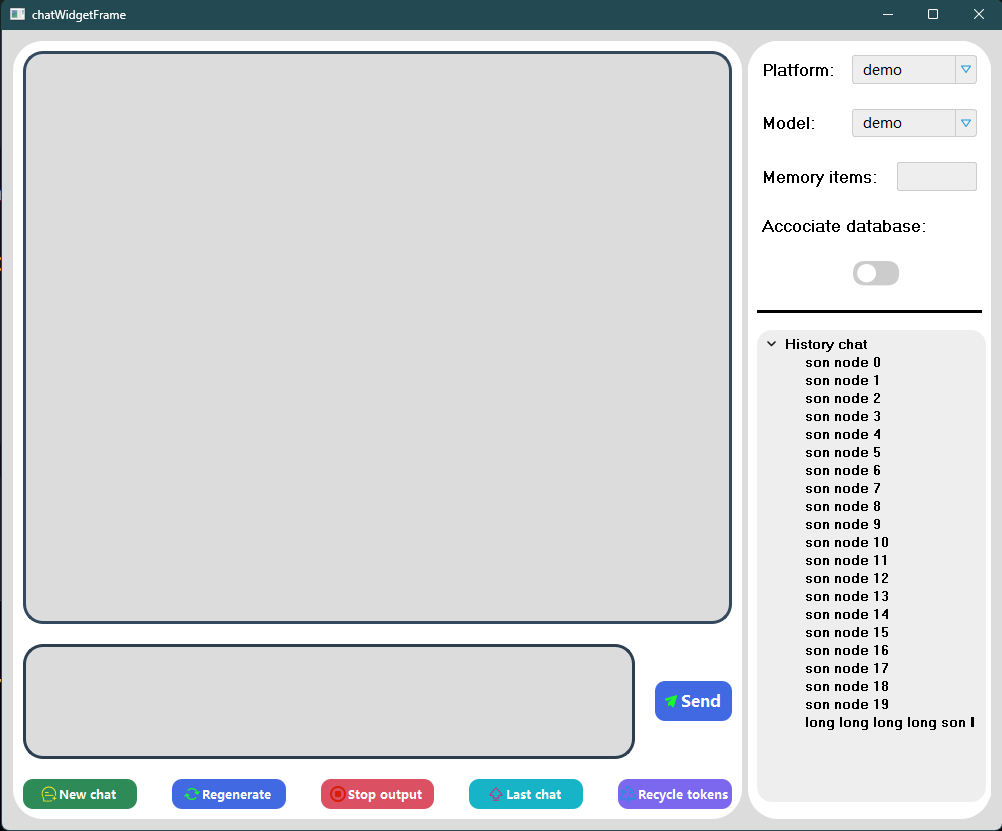 chatWidgetFrame
Platform: demo
Model: demo
Memory items:
Accociate database:
History chat
son node 0
son node 1
son node 2
son node 3
son node 4
son node 5
son node 6
son node 7
son node 8
son node 9
son node 10
son node 11
son node 12
son node 13
son node 14
son node 15
son node 16
son node 17
son node 18
son node 19
long long long long son
Send
New chat
Regenerate
Stop output
Last chat
Recycle tokens